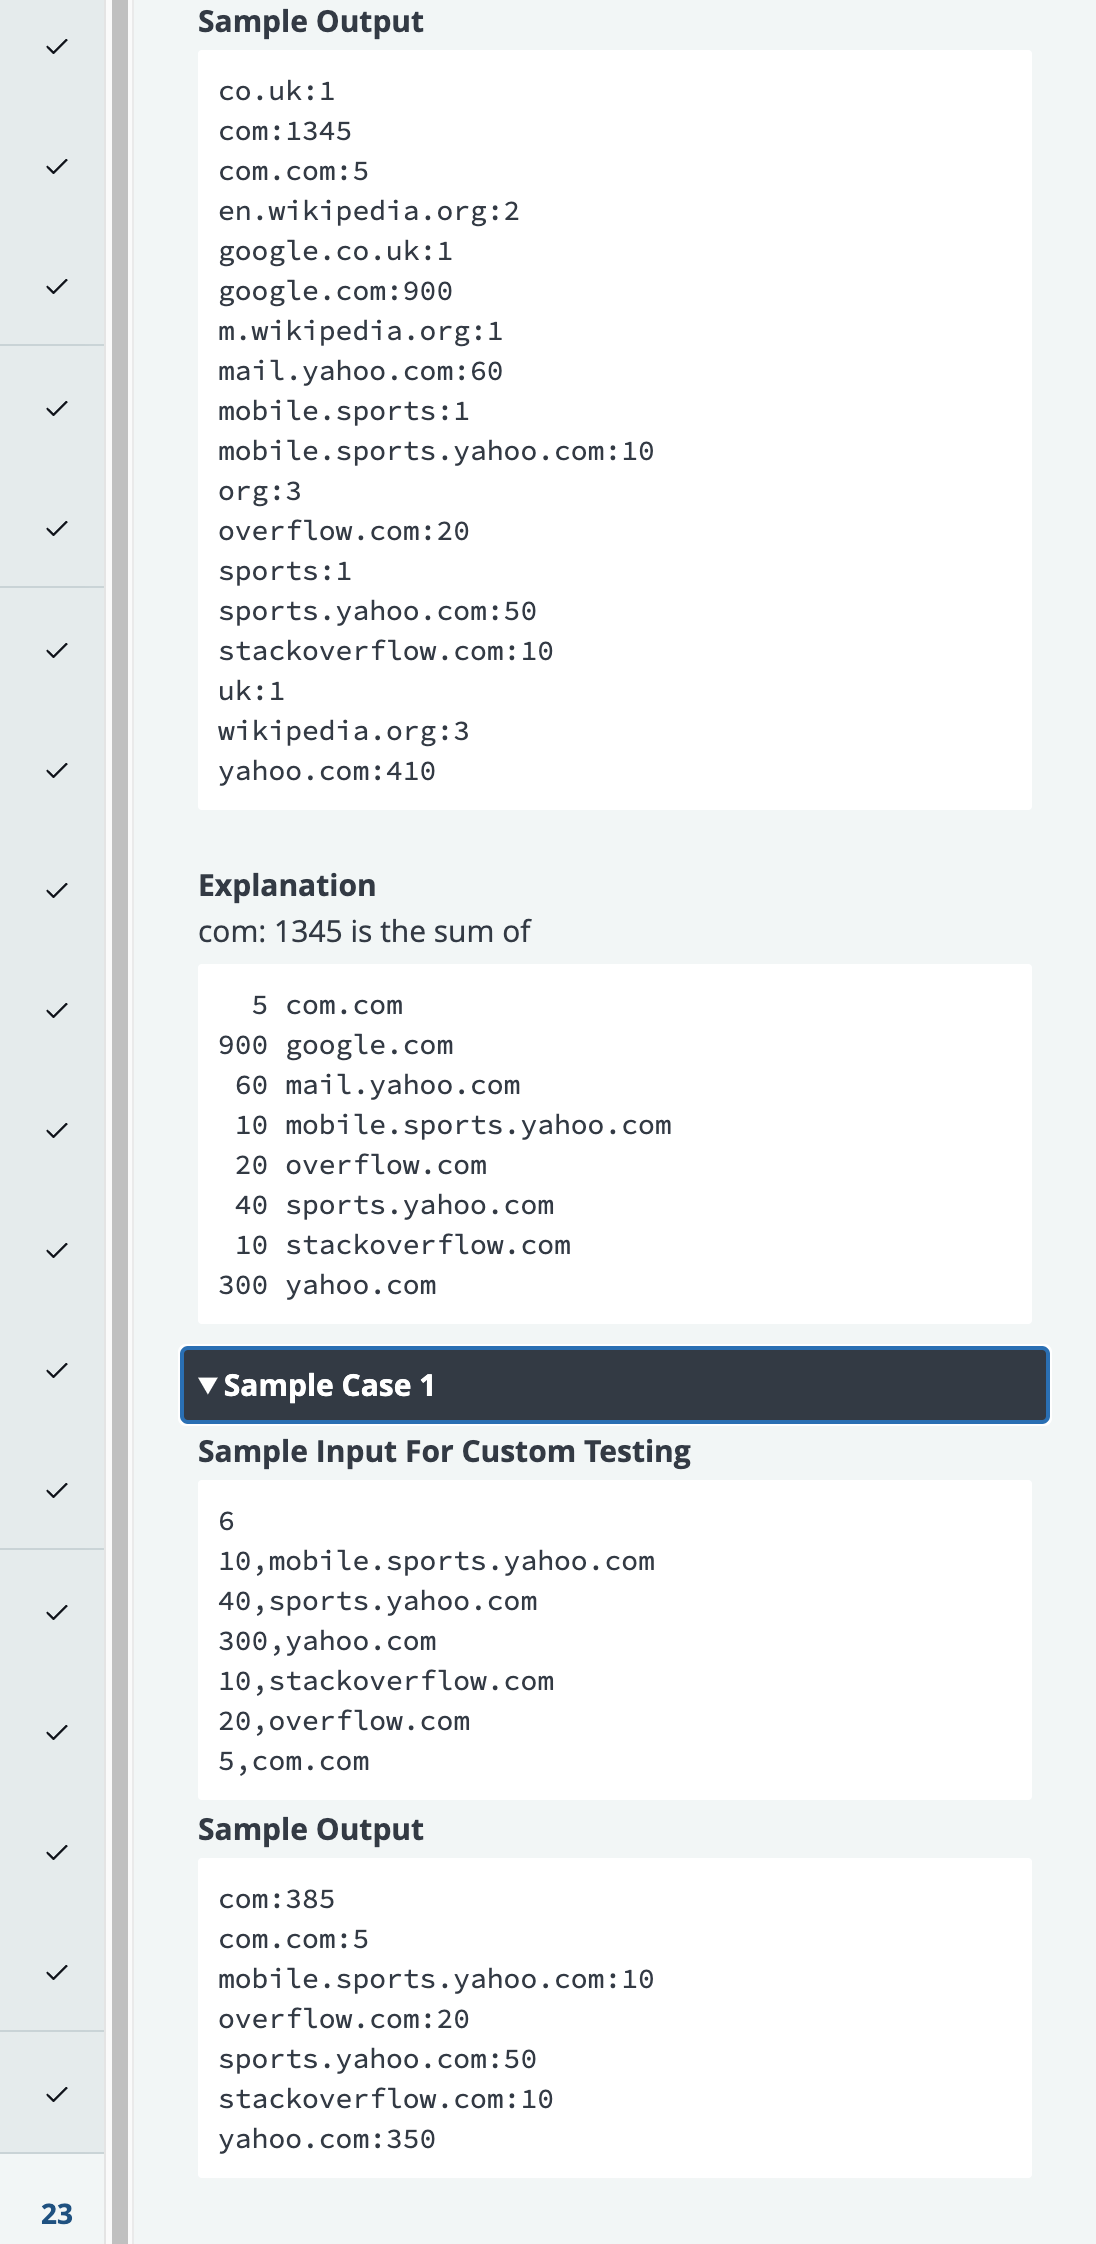 Sample Output
co.uk:1
com:1345
com.com:5
en.wikipedia.org:2
google.co.uk:1
google.com:900
m.wikipedia.org:1
mail.yahoo.com:60
mobile.sports:1
mobile.sports.yahoo.com:10
org:3
overflow.com:20
sports:1
sports.yahoo.com:50
stackoverflow.com:10
uk:1
wikipedia.org:3
yahoo.com:410
Explanation
com: 1345 is the sum of
5 com.com
900 google.com
60 mail.yahoo.com
10 mobile.sports.yahoo.com
20 overflow.com
40 sports.yahoo.com
10 stackoverflow.com
300 yahoo.com
▼ Sample Case 1
Sample Input For Custom Testing
6
10,mobile.sports.yahoo.com
40,sports.yahoo.com
300,yahoo.com
10,stackoverflow.com
20,overflow.com
5,com.com
Sample Output
com:385
com.com:5
mobile.sports.yahoo.com:10
overflow.com:20
sports.yahoo.com:50
stackoverflow.com:10
yahoo.com:350
23